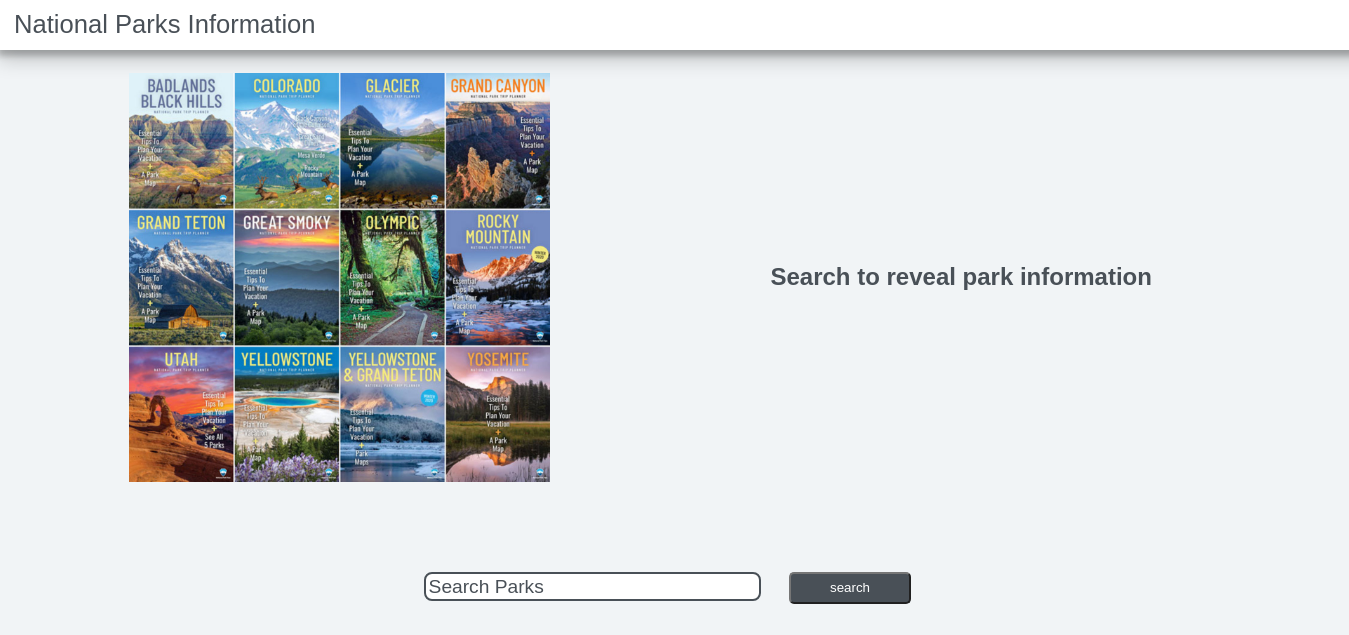 National Parks Information
BADLANDS
BLACK HILLS
NATIONAL PARK TRIP PLANNER
Essential
Tips To
Plan Your
Vacation
+
A Park
Map
COLORADO
NATIONAL PARK TRIP PLANNER
Mesa Verde
Rocky
Mountain
GLACIER
NATIONAL PARK TRIP PLANNER
Essential
Tips To
Plan Your
Vacation
+
A Park
Map
GRAND CANYON
NATIONAL PARK TRIP PLANNER
Essential
Tips To
Plan Your
Vacation
+
A Park
Map
GRAND TETON
NATIONAL PARK TRIP PLANNER
Essential
Tips To
Plan Your
Vacation
+
A Park
Map
GREAT SMOKY
NATIONAL PARK TRIP PLANNER
Essential
Tips To
Plan Your
Vacation
+
A Park
Map
OLYMPIC
NATIONAL PARK TRIP PLANNER
Essential
Tips To
Plan Your
Vacation
+
A Park
Map
ROCKY
MOUNTAIN
NATIONAL PARK TRIP PLANNER
Essential
Tips To
Plan Your
Vacation
+
A Park
Map
UTAH
NATIONAL PARK TRIP PLANNER
Essential
Tips To
Plan Your
Vacation
+
See All
5 Parks
YELLOWSTONE
NATIONAL PARK TRIP PLANNER
Essential
Tips To
Plan Your
Vacation
+
A Park
Map
YELLOWSTONE
& GRAND TETON
NATIONAL PARK TRIP PLANNER
Essential
Tips To
Plan Your
Vacation
+
Park
Maps
YOSEMITE
NATIONAL PARK TRIP PLANNER
Essential
Tips To
Plan Your
Vacation
+
A Park
Map
Search to reveal park information
Search Parks
search